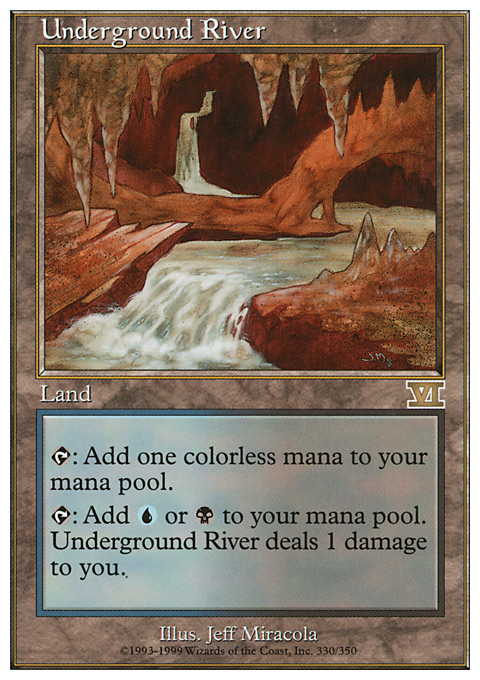 Underground River
Land
VI
: Add one colorless mana to your
mana pool.
: Add or to your mana pool.
Underground River deals 1 damage
to you.
Illus. Jeff Miracola
©1993-1999 Wizards of the Coast, Inc. 330/350